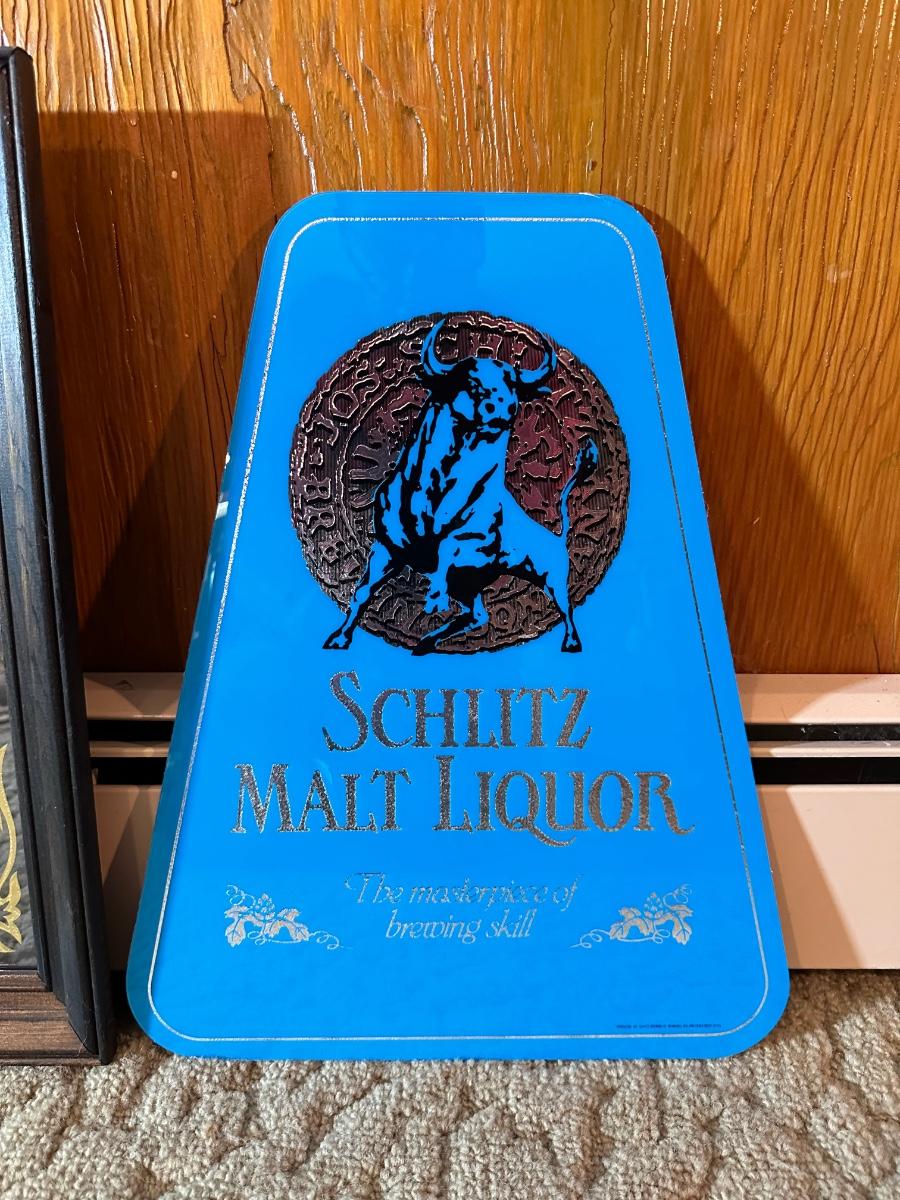 SCHLITZ
MALT LIQUOR
The masterpiece of
brewing skill